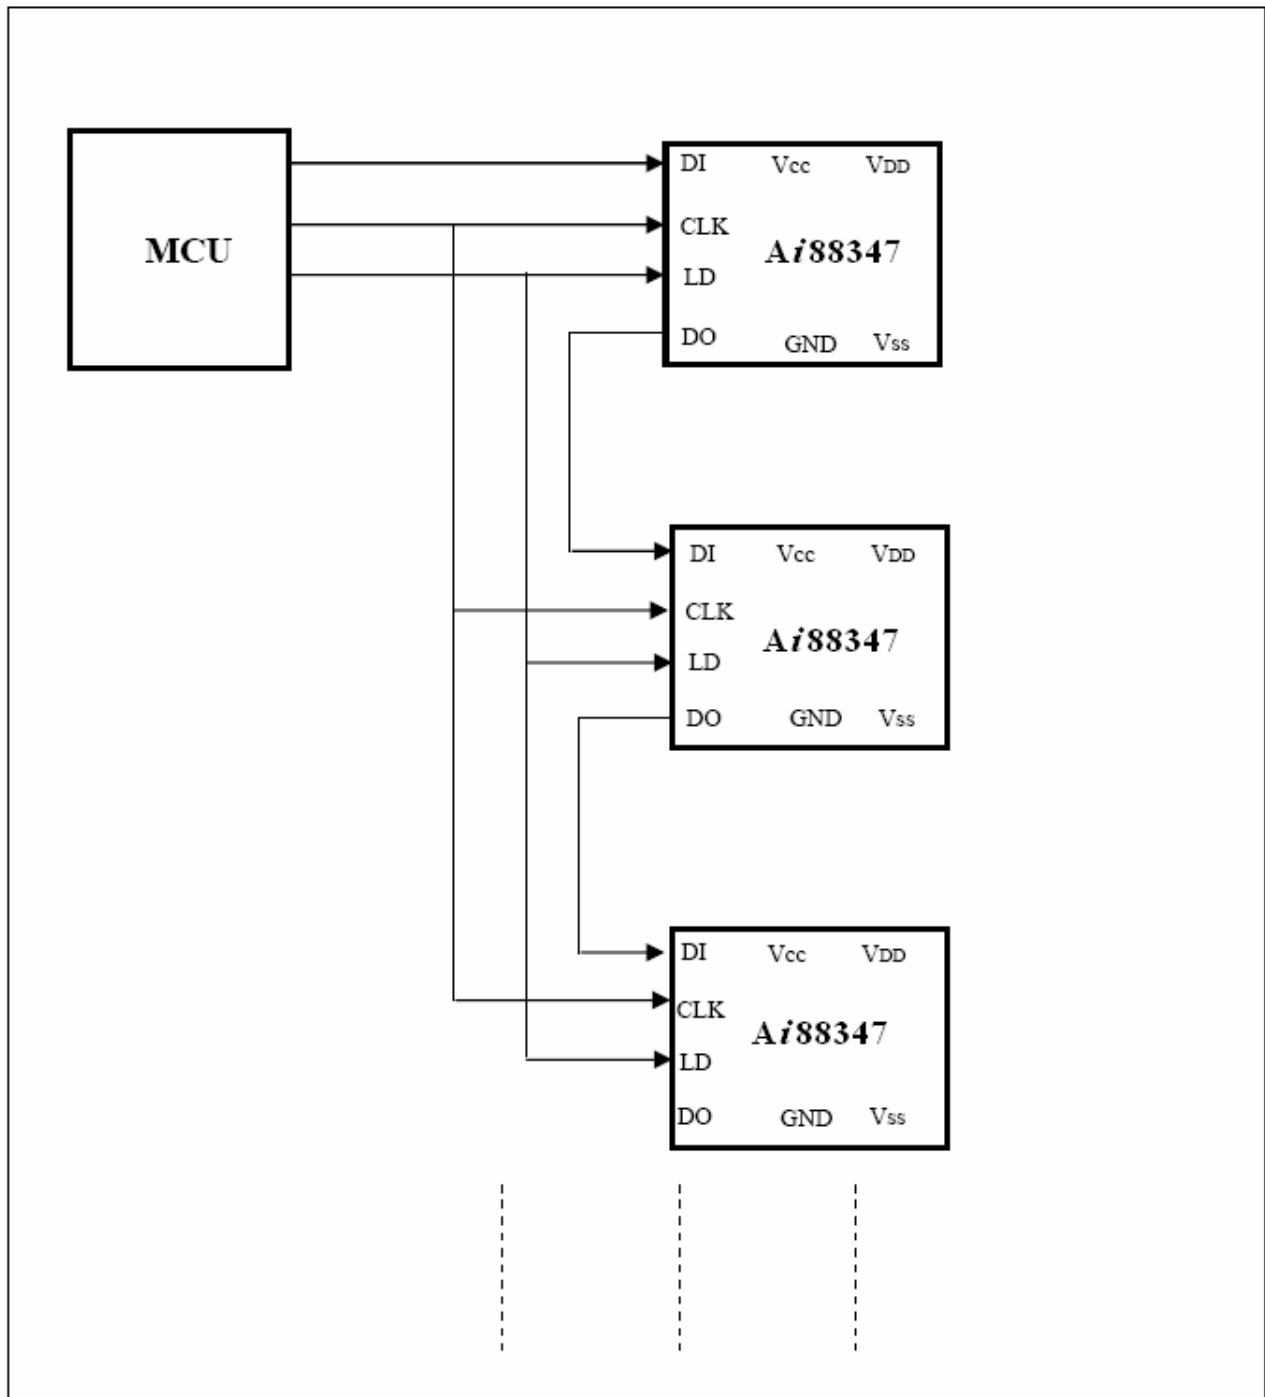 MCU
DI Vcc VDD
CLK
Ai88347
LD
DO GND Vss
DI Vcc VDD
CLK
Ai88347
LD
DO GND Vss
DI Vcc VDD
CLK
Ai88347
LD
DO GND Vss